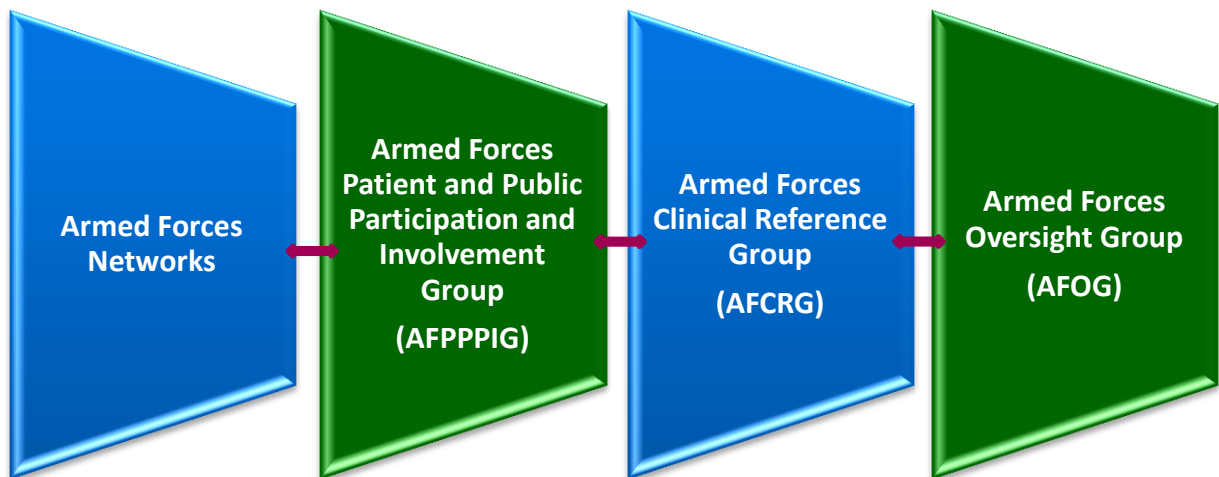 Armed Forces
Networks
Armed Forces
Patient and Public
Participation and
Involvement
Group
(AFPPPIG)
Armed Forces
Clinical Reference
Group
(AFCRG)
Armed Forces
Oversight Group
(AFOG)